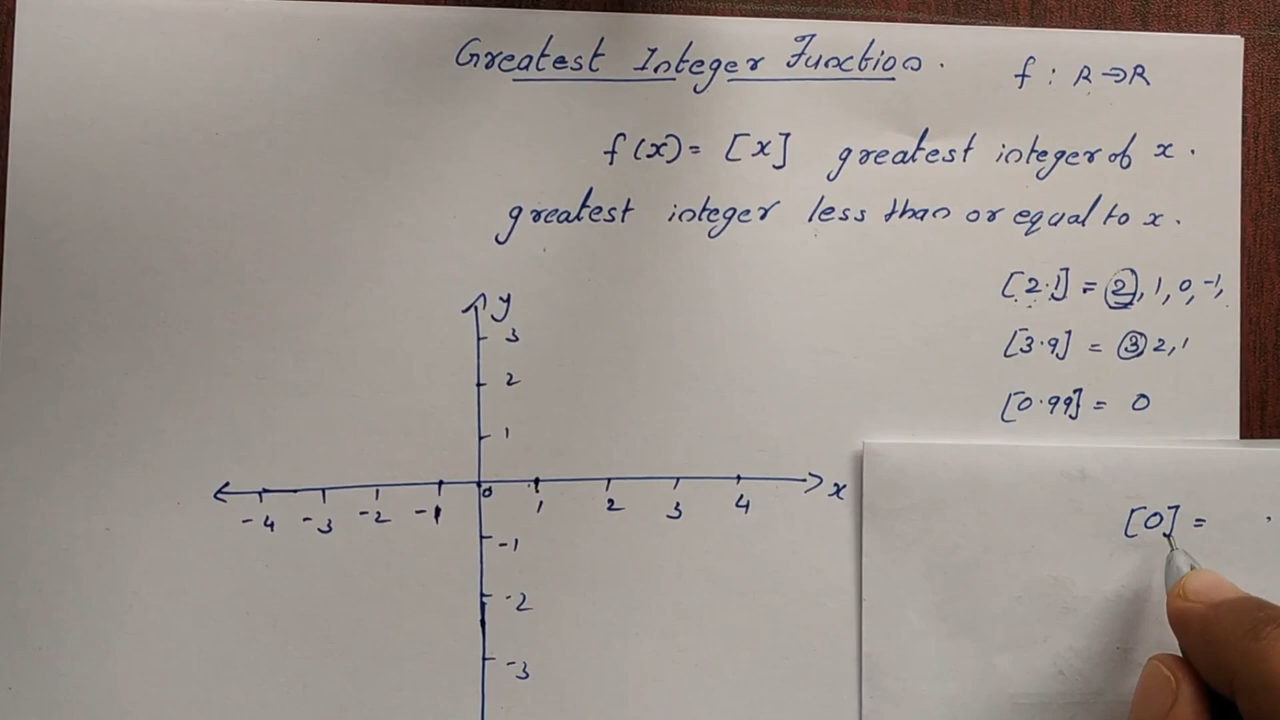 Greatest Integer Function.
f : R → R
f(x) = [x] greatest integer of x.
greatest integer less than or equal to x.
[2.1] = 2, 1, 0, -1,
[3.9] = 3 2, 1
[0.99] = 0
y
3
2
1
-4 -3 -2 -1 0 1 2 3 4 x
-1
-2
-3
[0] =